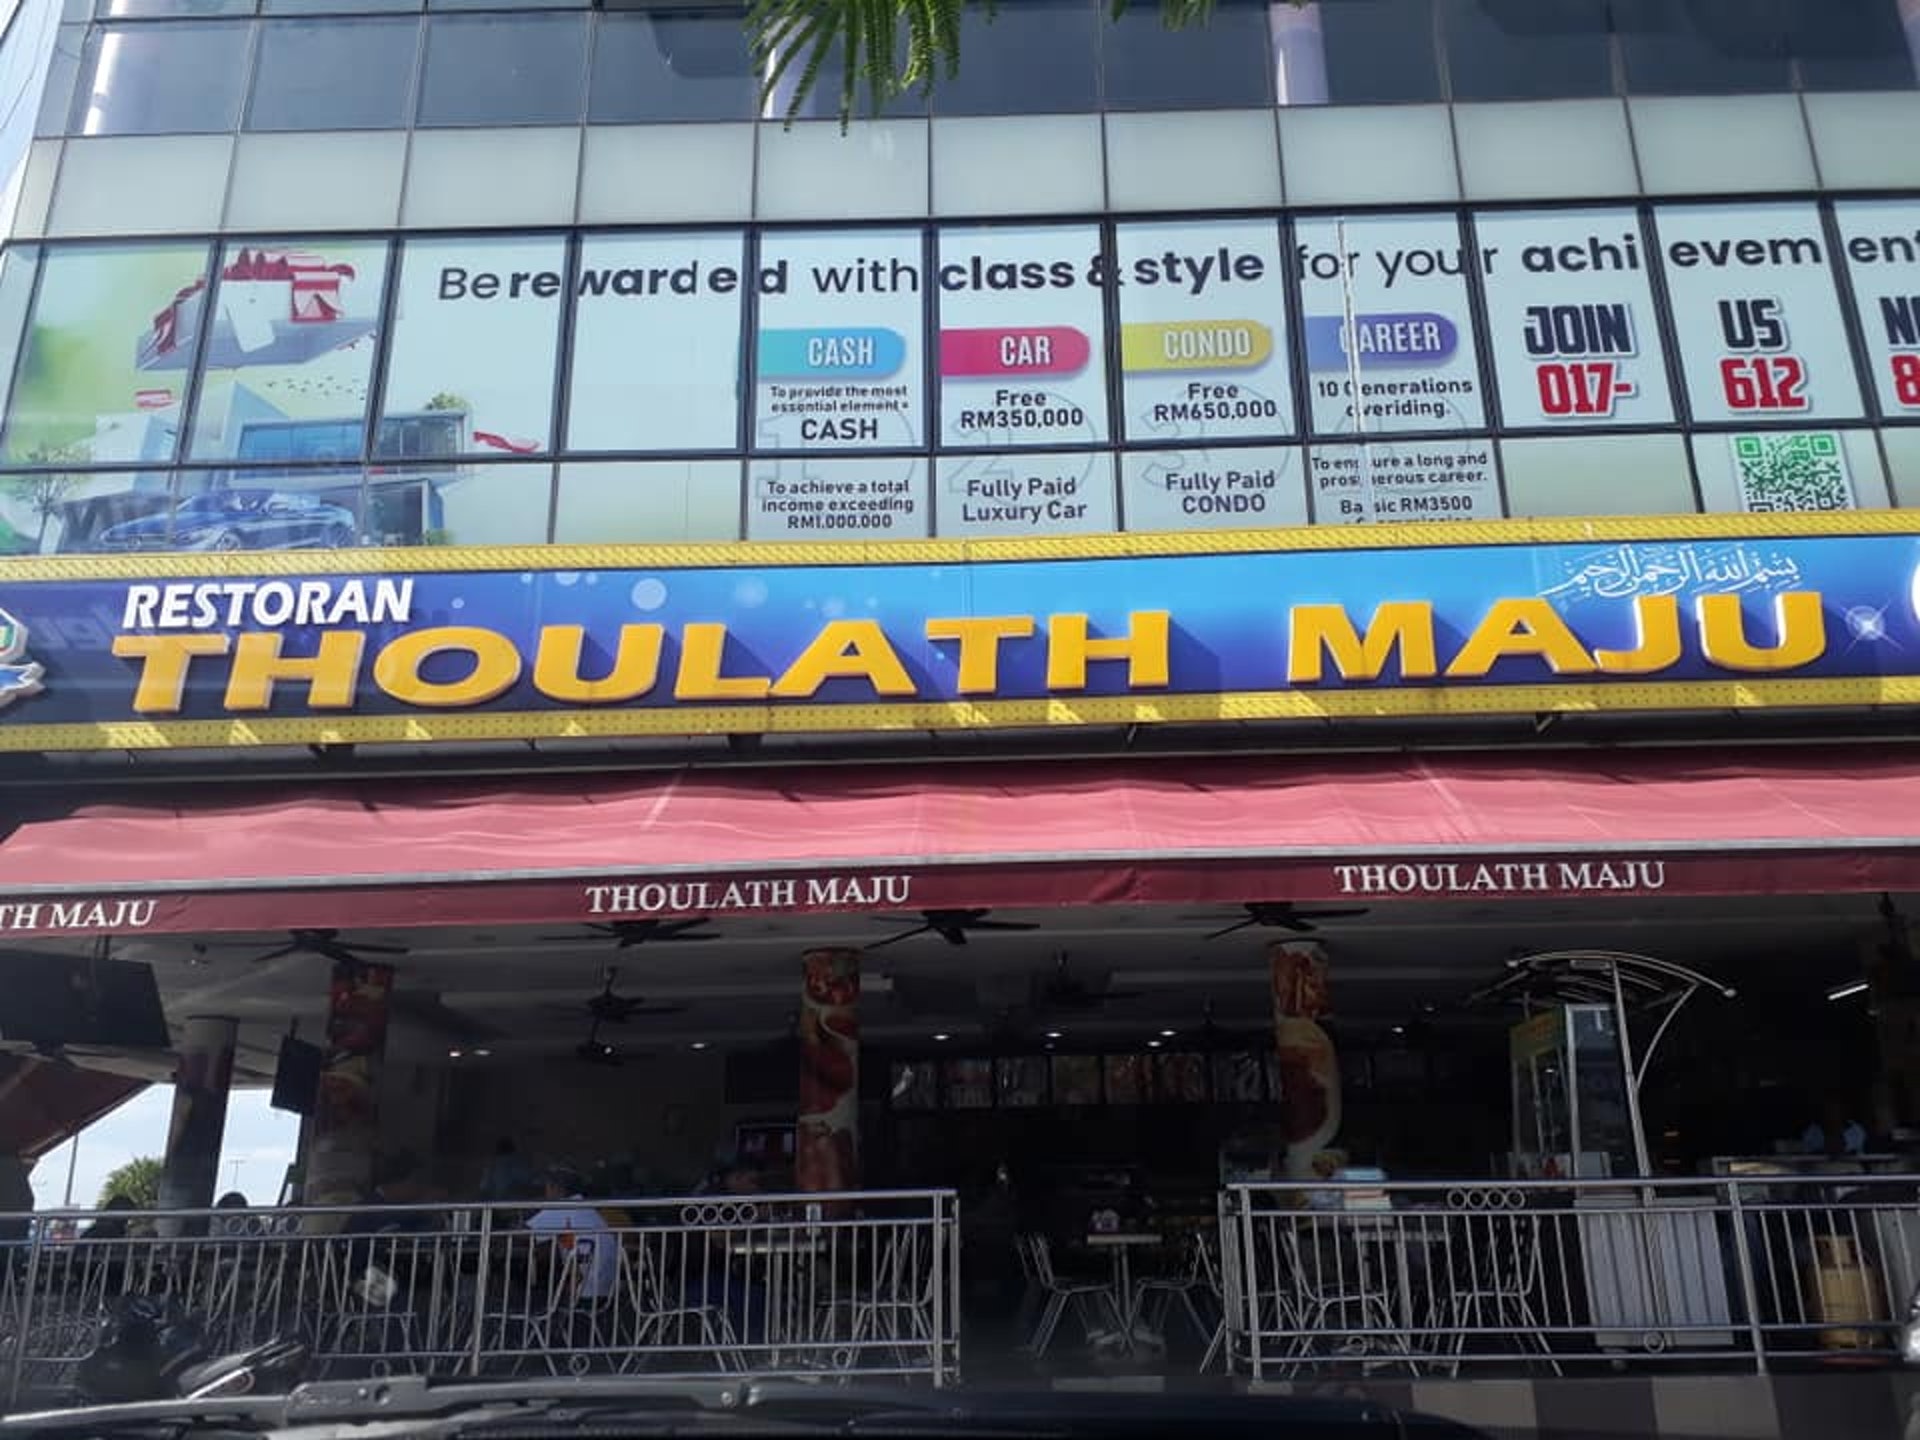 Be rewarded with class & style for your achievement
JOIN US
017-612
CASH
To provide the most
essential element -
CASH
To achieve a total
income exceeding
RM1,000,000
CAR
Free
RM350,000
Fully Paid
Luxury Car
CONDO
Free
RM650,000
Fully Paid
CONDO
CAREER
10 Generations
overiding.
To ensure a long and
prosperous career.
Basic RM3500
بسم الله الرحمن الرحيم
RESTORAN
THOULATH MAJU
TH MAJU
THOULATH MAJU
THOULATH MAJU